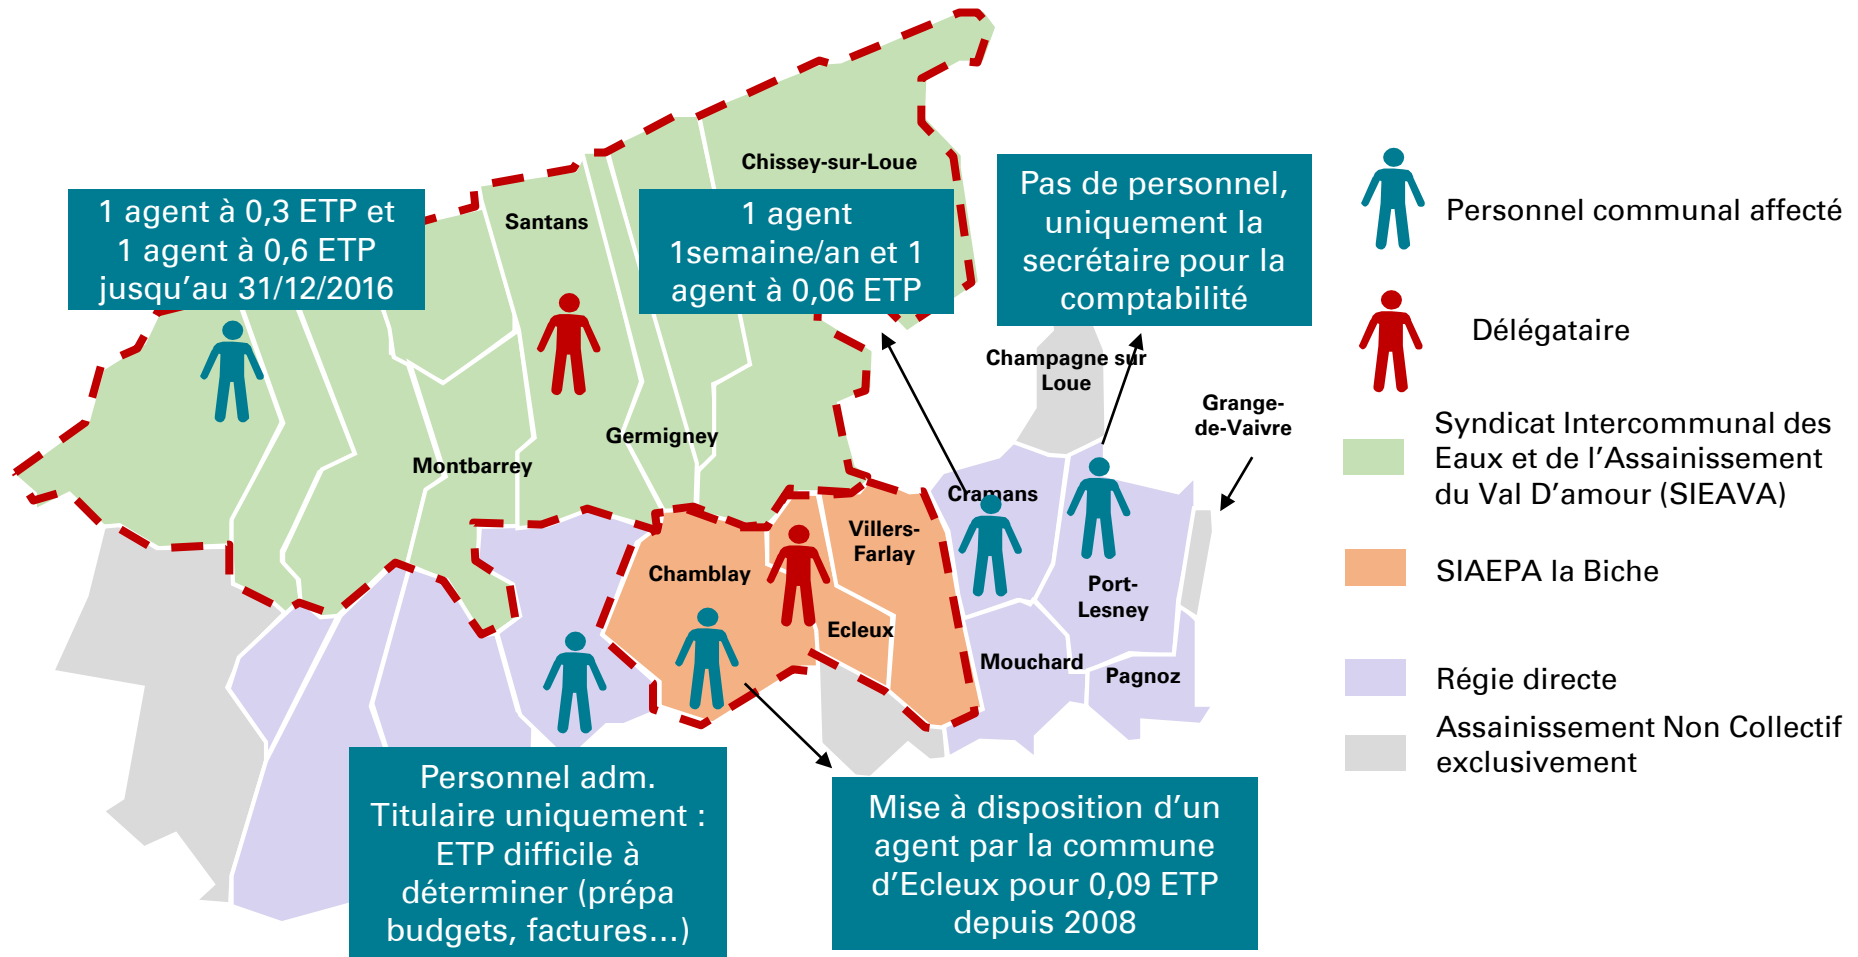 Chissey-sur-Loue
1 agent à 0,3 ETP et
1 agent à 0,6 ETP
jusqu’au 31/12/2016
Santans
1 agent
1semaine/an et 1
agent à 0,06 ETP
Pas de personnel,
uniquement la
secrétaire pour la
comptabilité
Champagne sur
Loue
Grange-
de-Vaivre
Germigney
Montbarrey
Cramans
Villers-
Farlay
Chamblay
Port-
Lesney
Ecleux
Mouchard
Pagnoz
Personnel adm.
Titulaire uniquement :
ETP difficile à
déterminer (prépa
budgets, factures…)
Mise à disposition d’un
agent par la commune
d’Ecleux pour 0,09 ETP
depuis 2008
Personnel communal affecté
Délégataire
Syndicat Intercommunal des
Eaux et de l’Assainissement
du Val D’amour (SIEAVA)
SIAEPA la Biche
Régie directe
Assainissement Non Collectif
exclusivement